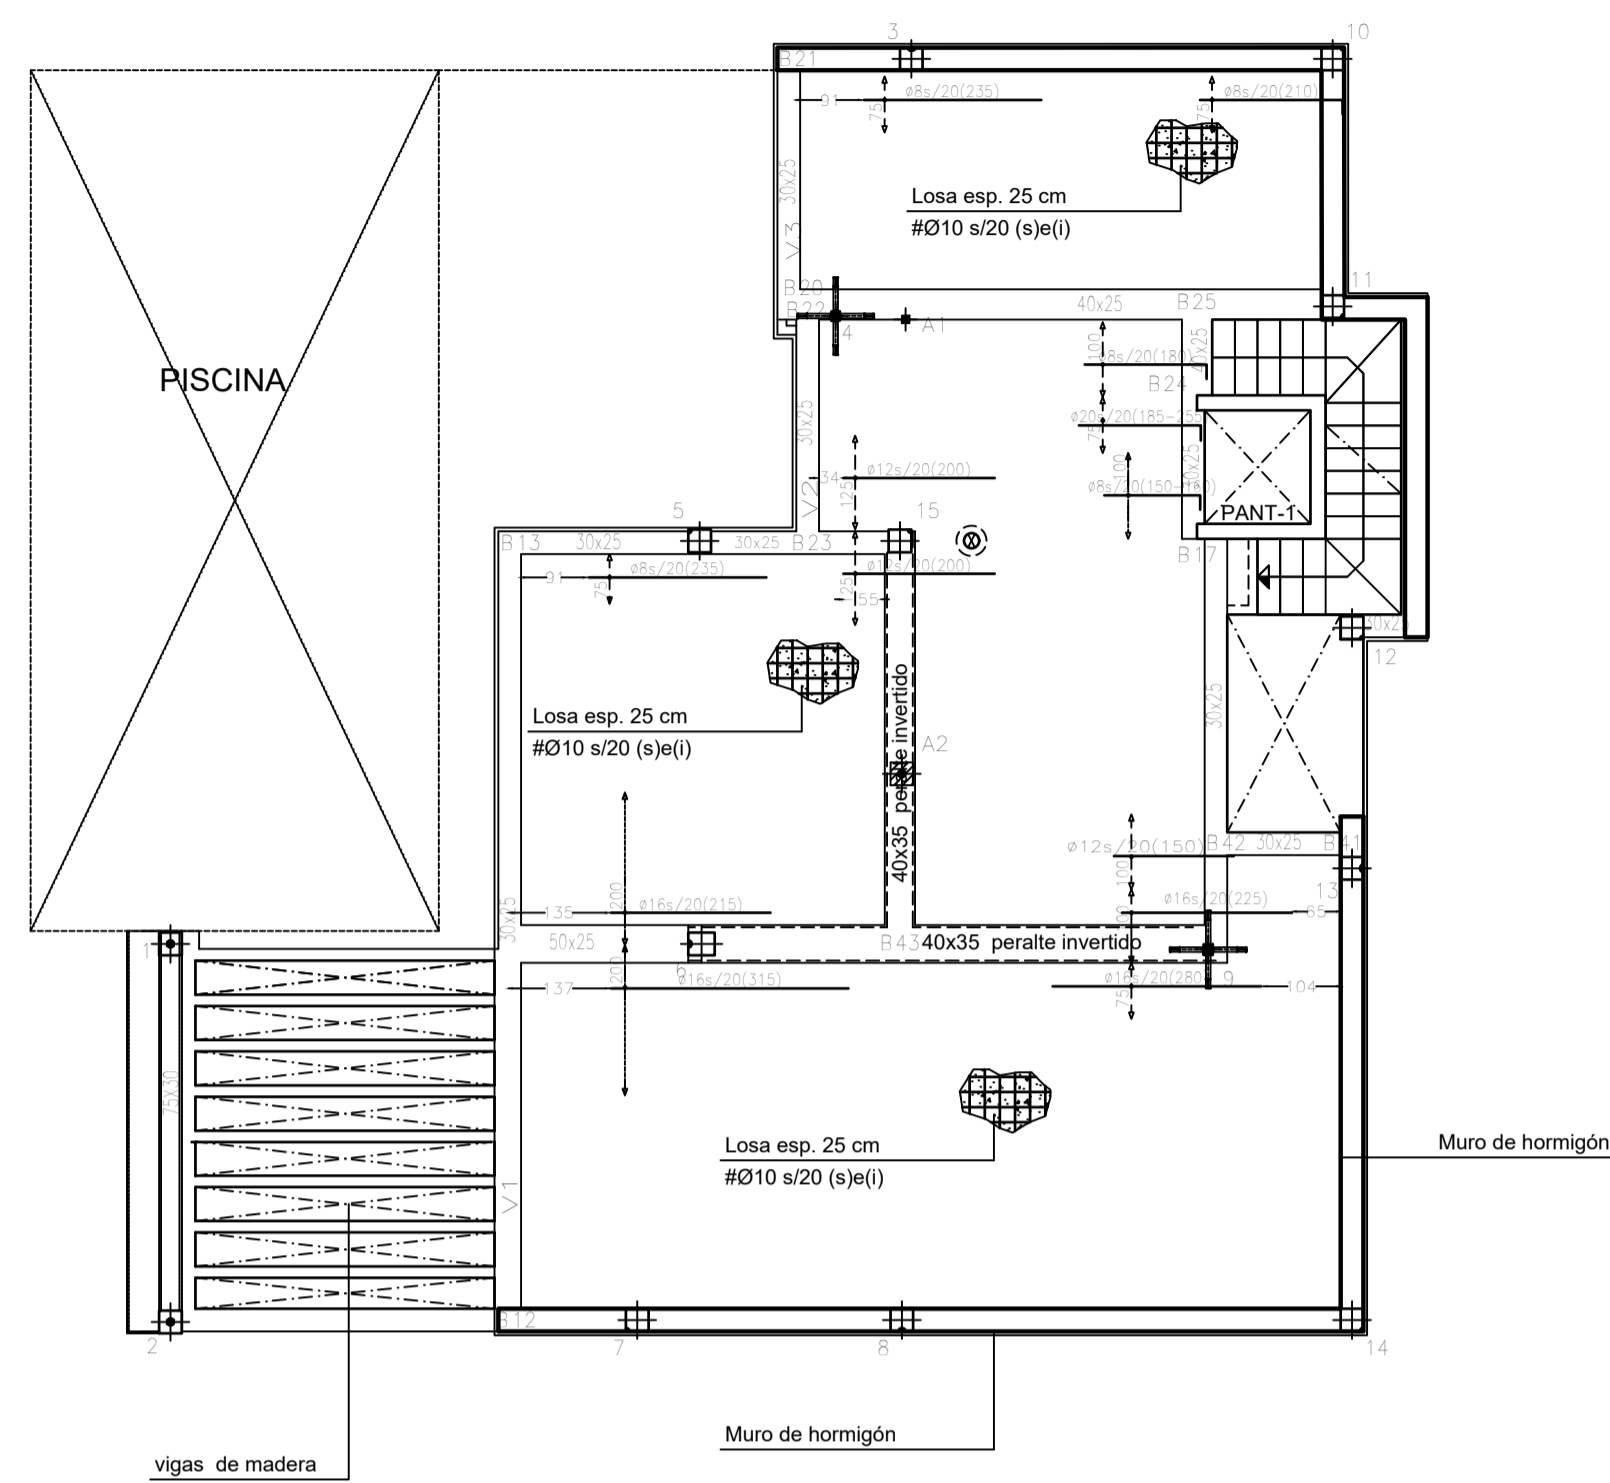 3
10
B21
ø8s/20(235)
ø8s/20(210)
91
75
75
30x25
Losa esp. 25 cm
#Ø10 s/20 (s)e(i)
V3
11
B20
B22
40x25
B25
4
A1
100
ø8s/20(180)
40x25
PISCINA
B24
30x25
ø20s/20(185-255
75
34
ø12s/20(200)
100
30x25
125
V2
ø8s/20(150-160)
5
15
PANT-1
B13
30x25
30x25
B23
B17
91
ø8s/20(235)
75
ø12s/20(200)
125
55
30x25
12
40x35 peralte invertido
30x25
Losa esp. 25 cm
#Ø10 s/20 (s)e(i)
A2
ø12s/20(150)
B42
30x25
B41
100
200
13
135
ø16s/20(215)
ø16s/20(225)
65
30x25
1
50x25
B43
40x35 peralte invertido
6
200
137
ø16s/20(315)
ø16s/20(280)
9
104
75
75X30
Losa esp. 25 cm
#Ø10 s/20 (s)e(i)
Muro de hormigón
V1
B12
2
7
8
14
Muro de hormigón
vigas de madera